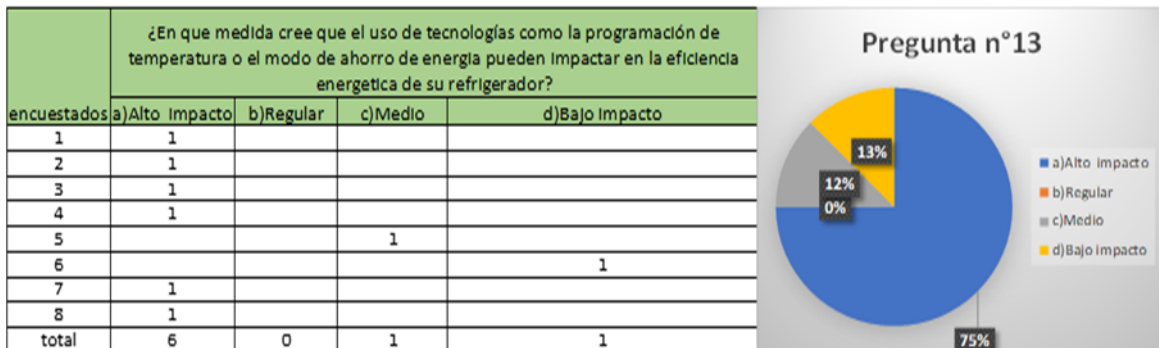 ¿En que medida cree que el uso de tecnologías como la programación de
temperatura o el modo de ahorro de energia pueden impactar en la eficiencia
energetica de su refrigerador?
encuestados a)Alto impacto b)Regular c)Medio d)Bajo impacto
1 1
2 1
3 1
4 1
5 1
6 1
7 1
8 1
total 6 0 1 1
Pregunta n°13
13%
12%
0%
75%
a)Alto impacto
b)Regular
c)Medio
d)Bajo impacto